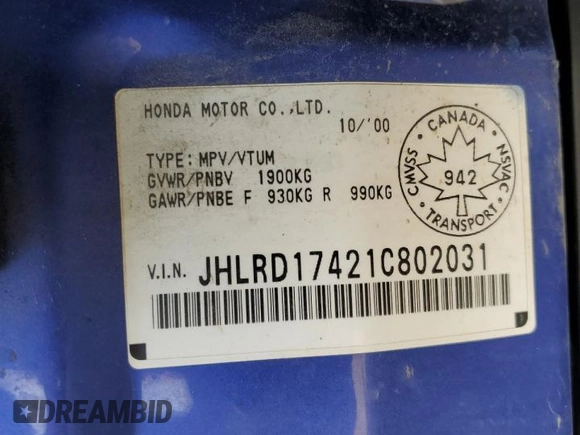 HONDA MOTOR CO.,LTD.
10/'00
TYPE: MPV/VTUM
GVWR/PNBV 1900KG
GAWR/PNBE F 930KG R 990KG
V.I.N. JHLRD17421C802031
CANADA
CMVSS 942 NSVAC
TRANSPORT
DREAMBID